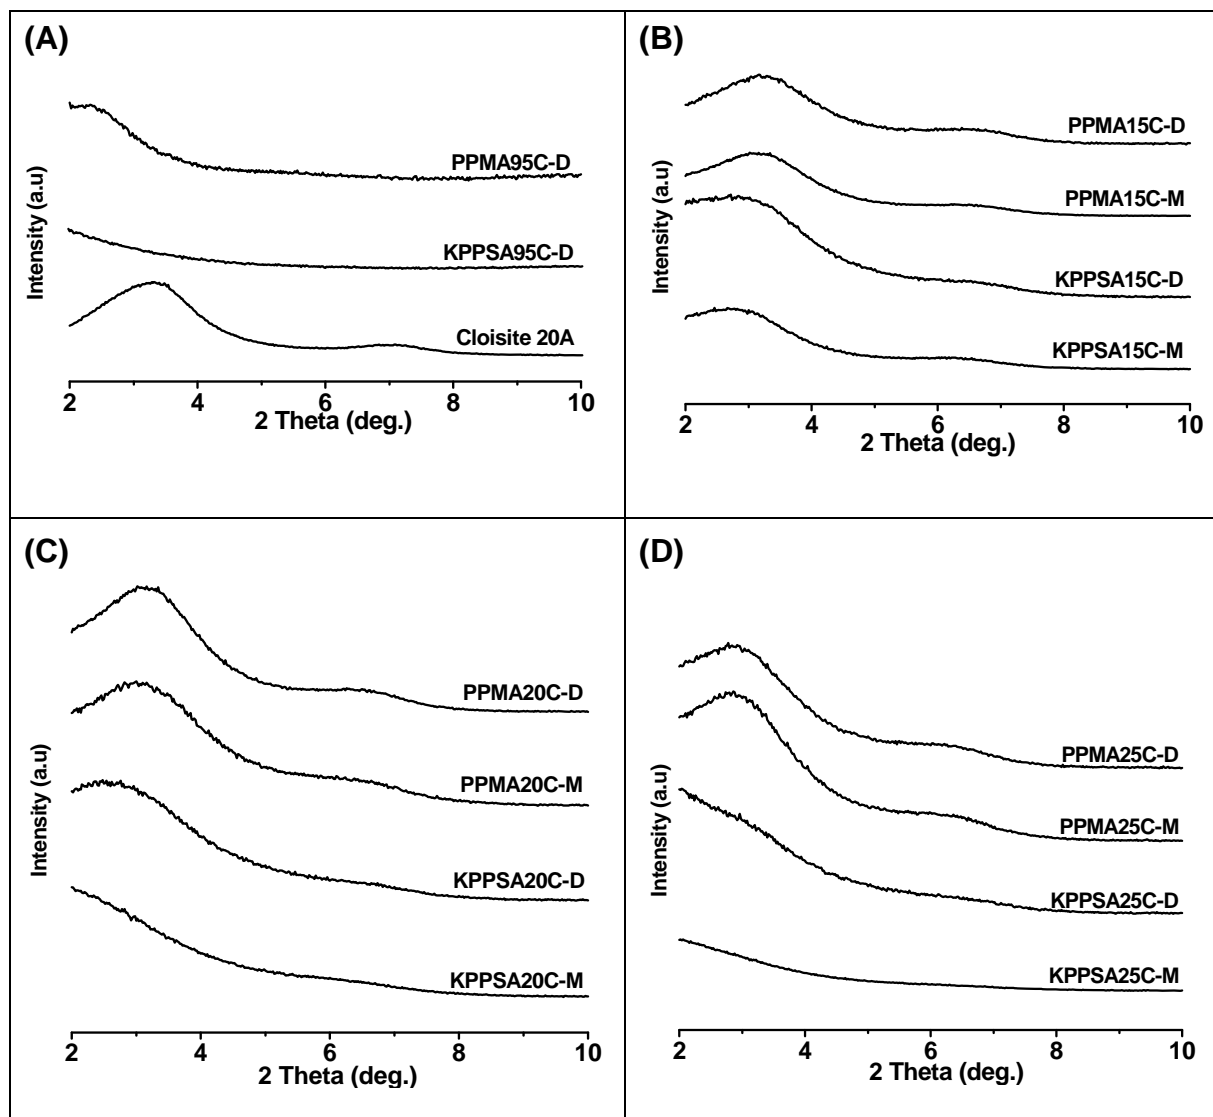 (A)
PPMA95C-D
KPPSA95C-D
Cloisite 20A
Intensity (a.u)
2 4 6 8 10
2 Theta (deg.)
(B)
PPMA15C-D
PPMA15C-M
KPPSA15C-D
KPPSA15C-M
Intensity (a.u)
2 4 6 8 10
2 Theta (deg.)
(C)
PPMA20C-D
PPMA20C-M
KPPSA20C-D
KPPSA20C-M
Intensity (a.u)
2 4 6 8 10
2 Theta (deg.)
(D)
PPMA25C-D
PPMA25C-M
KPPSA25C-D
KPPSA25C-M
Intensity (a.u)
2 4 6 8 10
2 Theta (deg.)